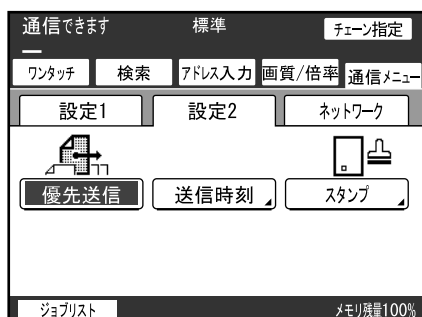 通信できます 標準 チェーン指定
ワンタッチ 検索 アドレス入力 画質/倍率 通信メニュー
設定1 設定2 ネットワーク
優先送信 送信時刻 スタンプ
ジョブリスト メモリ残量100%